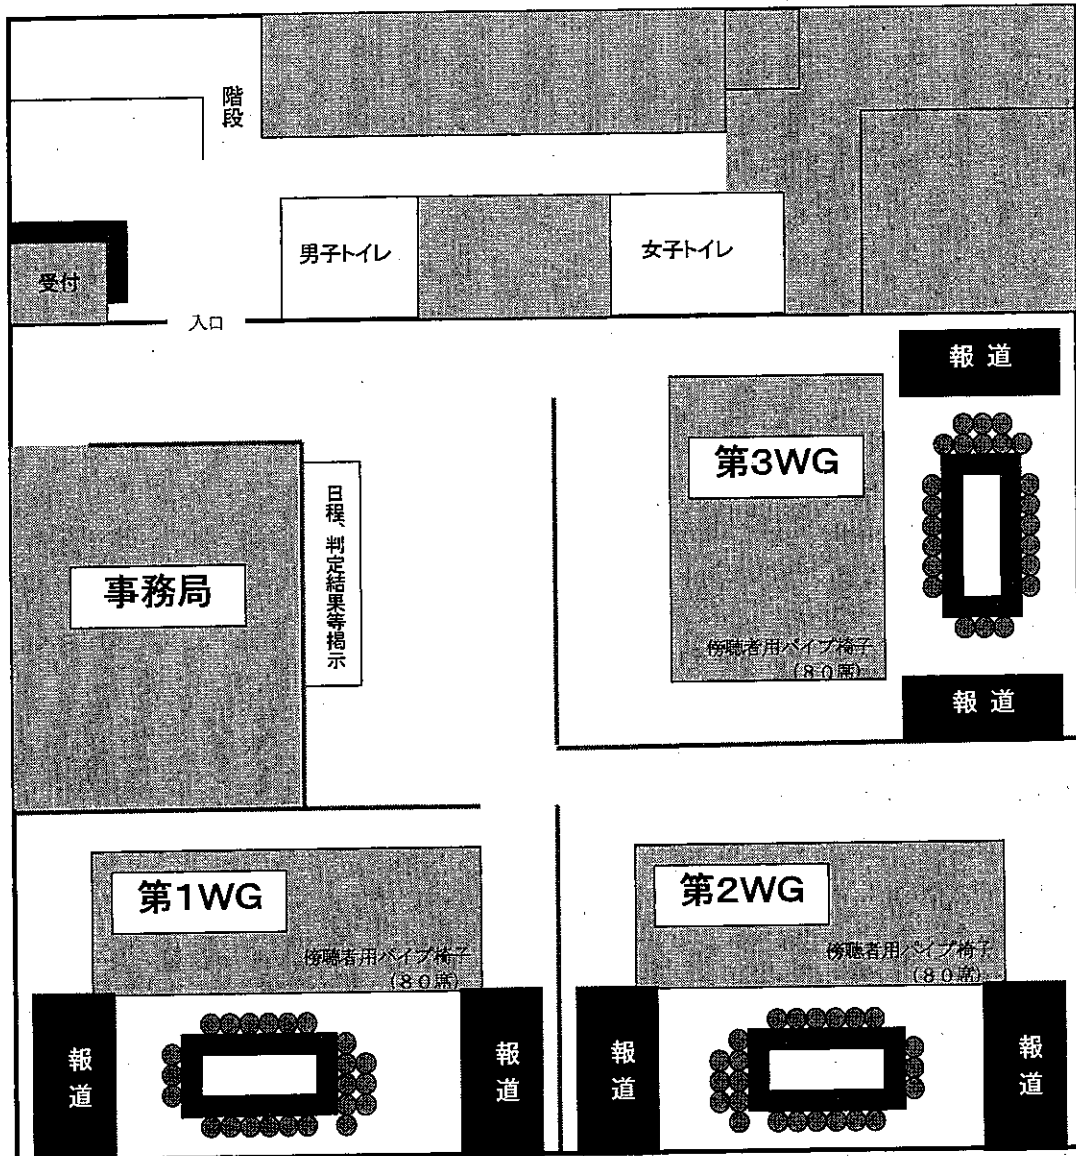 階段
男子トイレ
女子トイレ
受付
入口
報道
第3WG
日程、判定結果等掲示
事務局
傍聴者用パイプ椅子
(80席)
報道
第1WG
第2WG
傍聴者用パイプ椅子
(80席)
傍聴者用パイプ椅子
(80席)
報道
報道
報道
報道